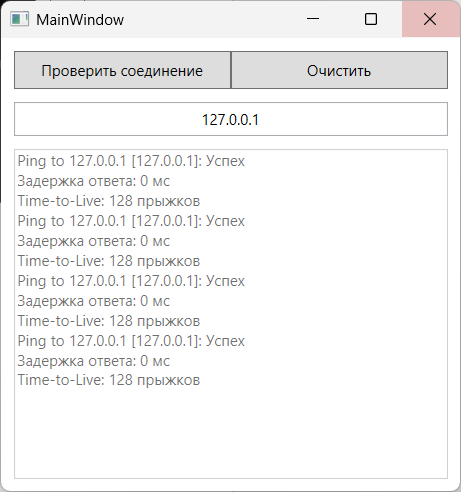 MainWindow
Проверить соединение
Очистить
127.0.0.1
Ping to 127.0.0.1 [127.0.0.1]: Успех
Задержка ответа: 0 мс
Time-to-Live: 128 прыжков
Ping to 127.0.0.1 [127.0.0.1]: Успех
Задержка ответа: 0 мс
Time-to-Live: 128 прыжков
Ping to 127.0.0.1 [127.0.0.1]: Успех
Задержка ответа: 0 мс
Time-to-Live: 128 прыжков
Ping to 127.0.0.1 [127.0.0.1]: Успех
Задержка ответа: 0 мс
Time-to-Live: 128 прыжков